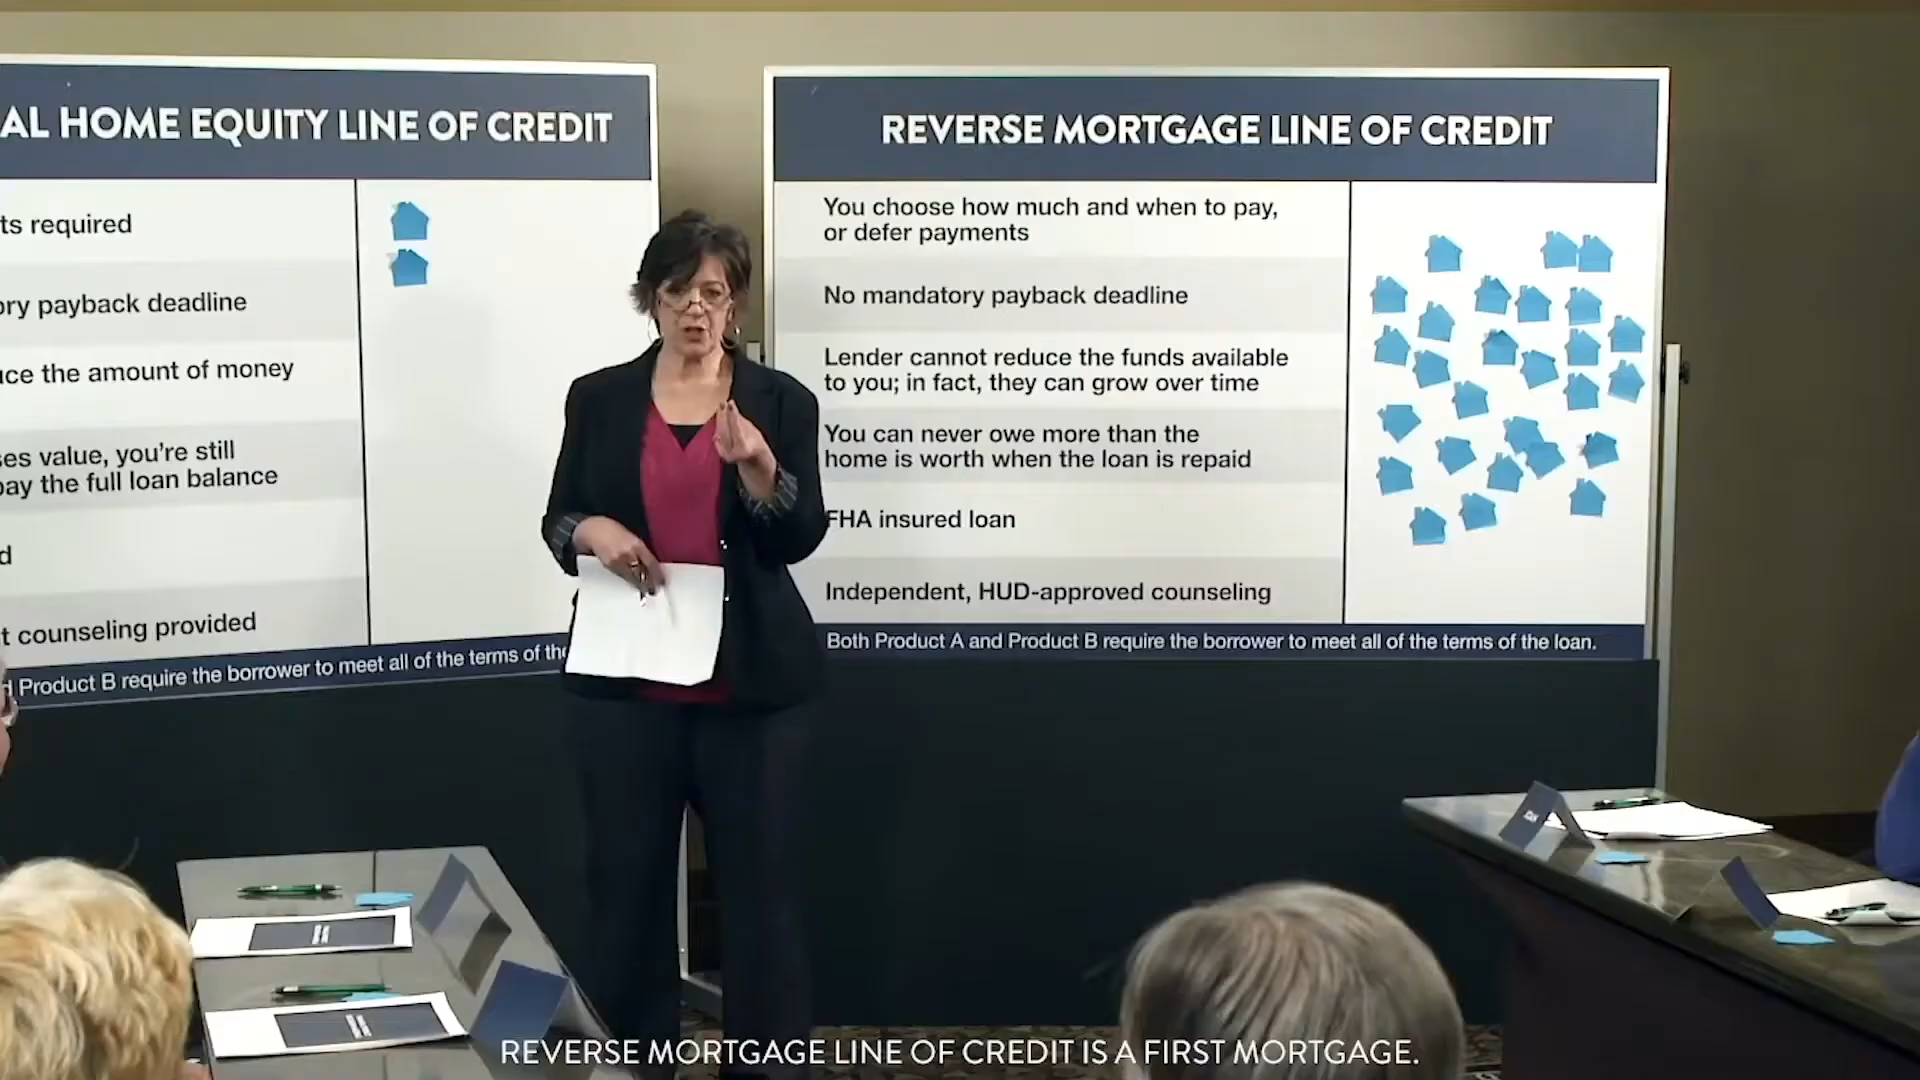 AL HOME EQUITY LINE OF CREDIT
ts required
ory payback deadline
uce the amount of money
ses value, you're still
pay the full loan balance
d
t counseling provided
d Product B require the borrower to meet all of the terms of the
REVERSE MORTGAGE LINE OF CREDIT
You choose how much and when to pay,
or defer payments
No mandatory payback deadline
Lender cannot reduce the funds available
to you; in fact, they can grow over time
You can never owe more than the
home is worth when the loan is repaid
FHA insured loan
Independent, HUD-approved counseling
Both Product A and Product B require the borrower to meet all of the terms of the loan.
REVERSE MORTGAGE LINE OF CREDIT IS A FIRST MORTGAGE.